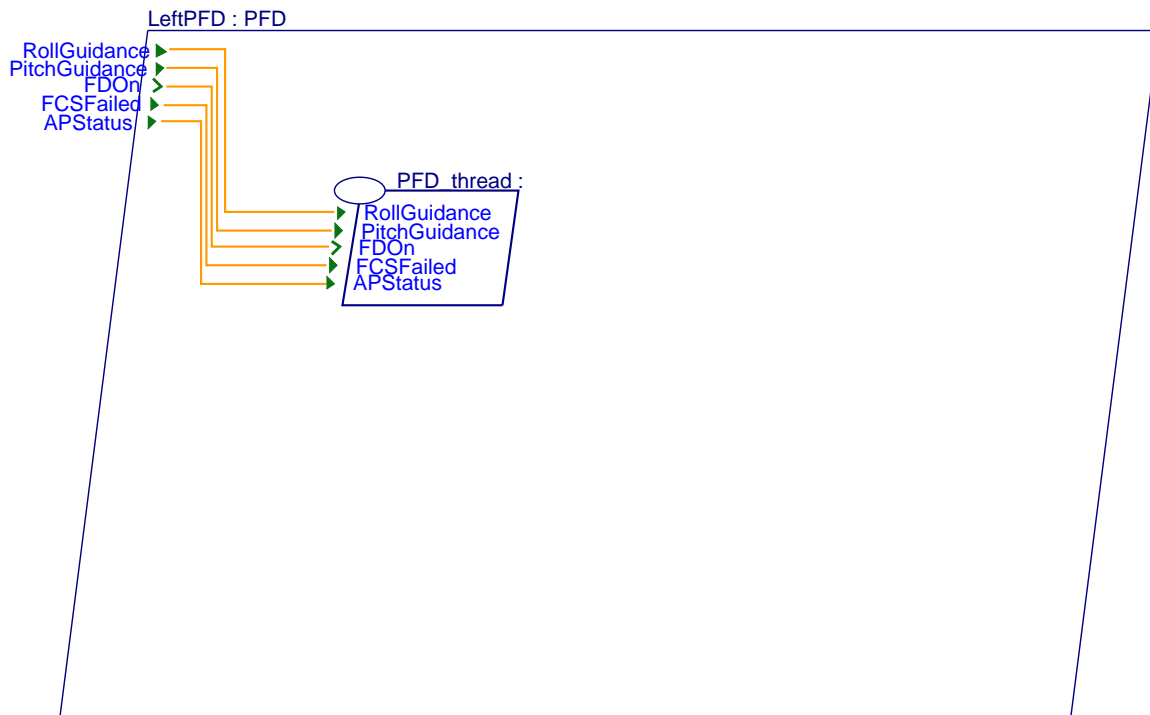 LeftPFD : PFD
RollGuidance
PitchGuidance
FDOn
FCSFailed
APStatus
PFD_thread :
RollGuidance
PitchGuidance
FDOn
FCSFailed
APStatus